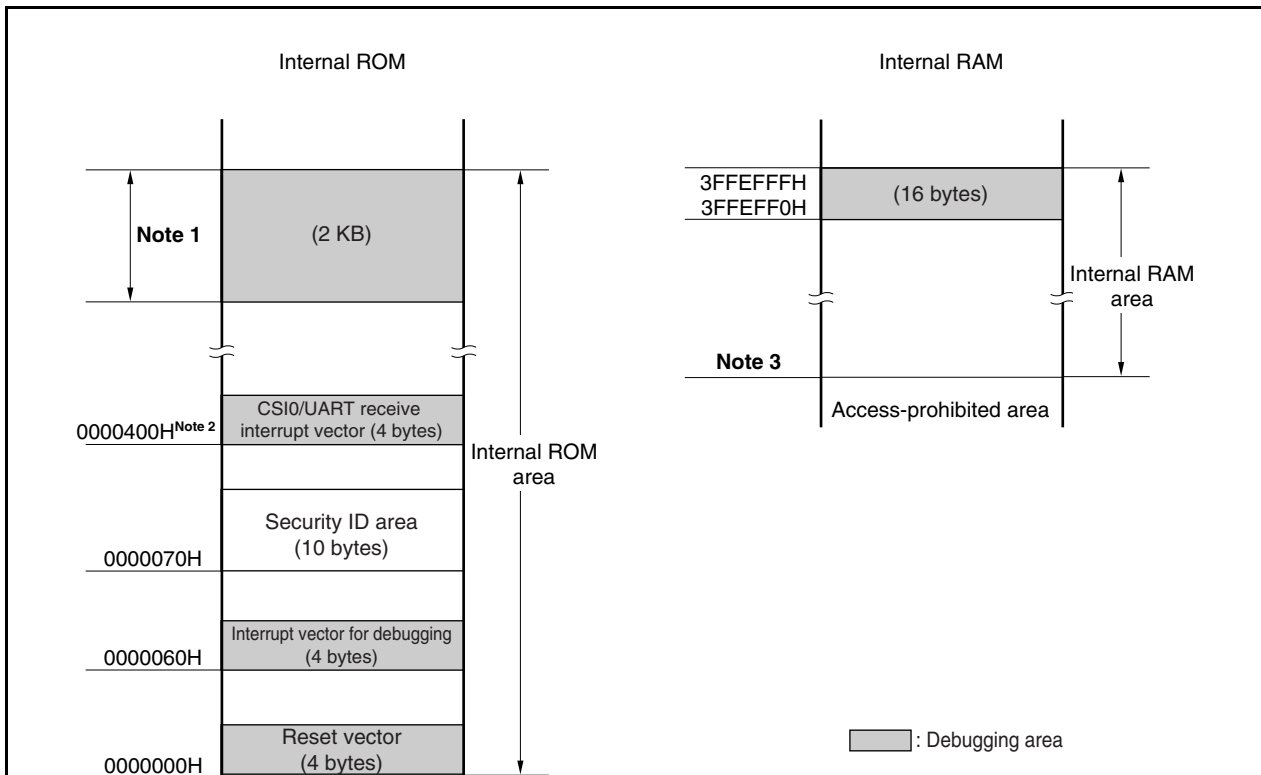 Internal ROM
Note 1
(2 KB)
CSI0/UART receive
interrupt vector (4 bytes)
0000400H Note 2
Internal ROM
area
Security ID area
(10 bytes)
0000070H
Interrupt vector for debugging
(4 bytes)
0000060H
Reset vector
(4 bytes)
0000000H
Internal RAM
3FFEFFFH
3FFEFF0H
(16 bytes)
Internal RAM
area
Note 3
Access-prohibited area
: Debugging area